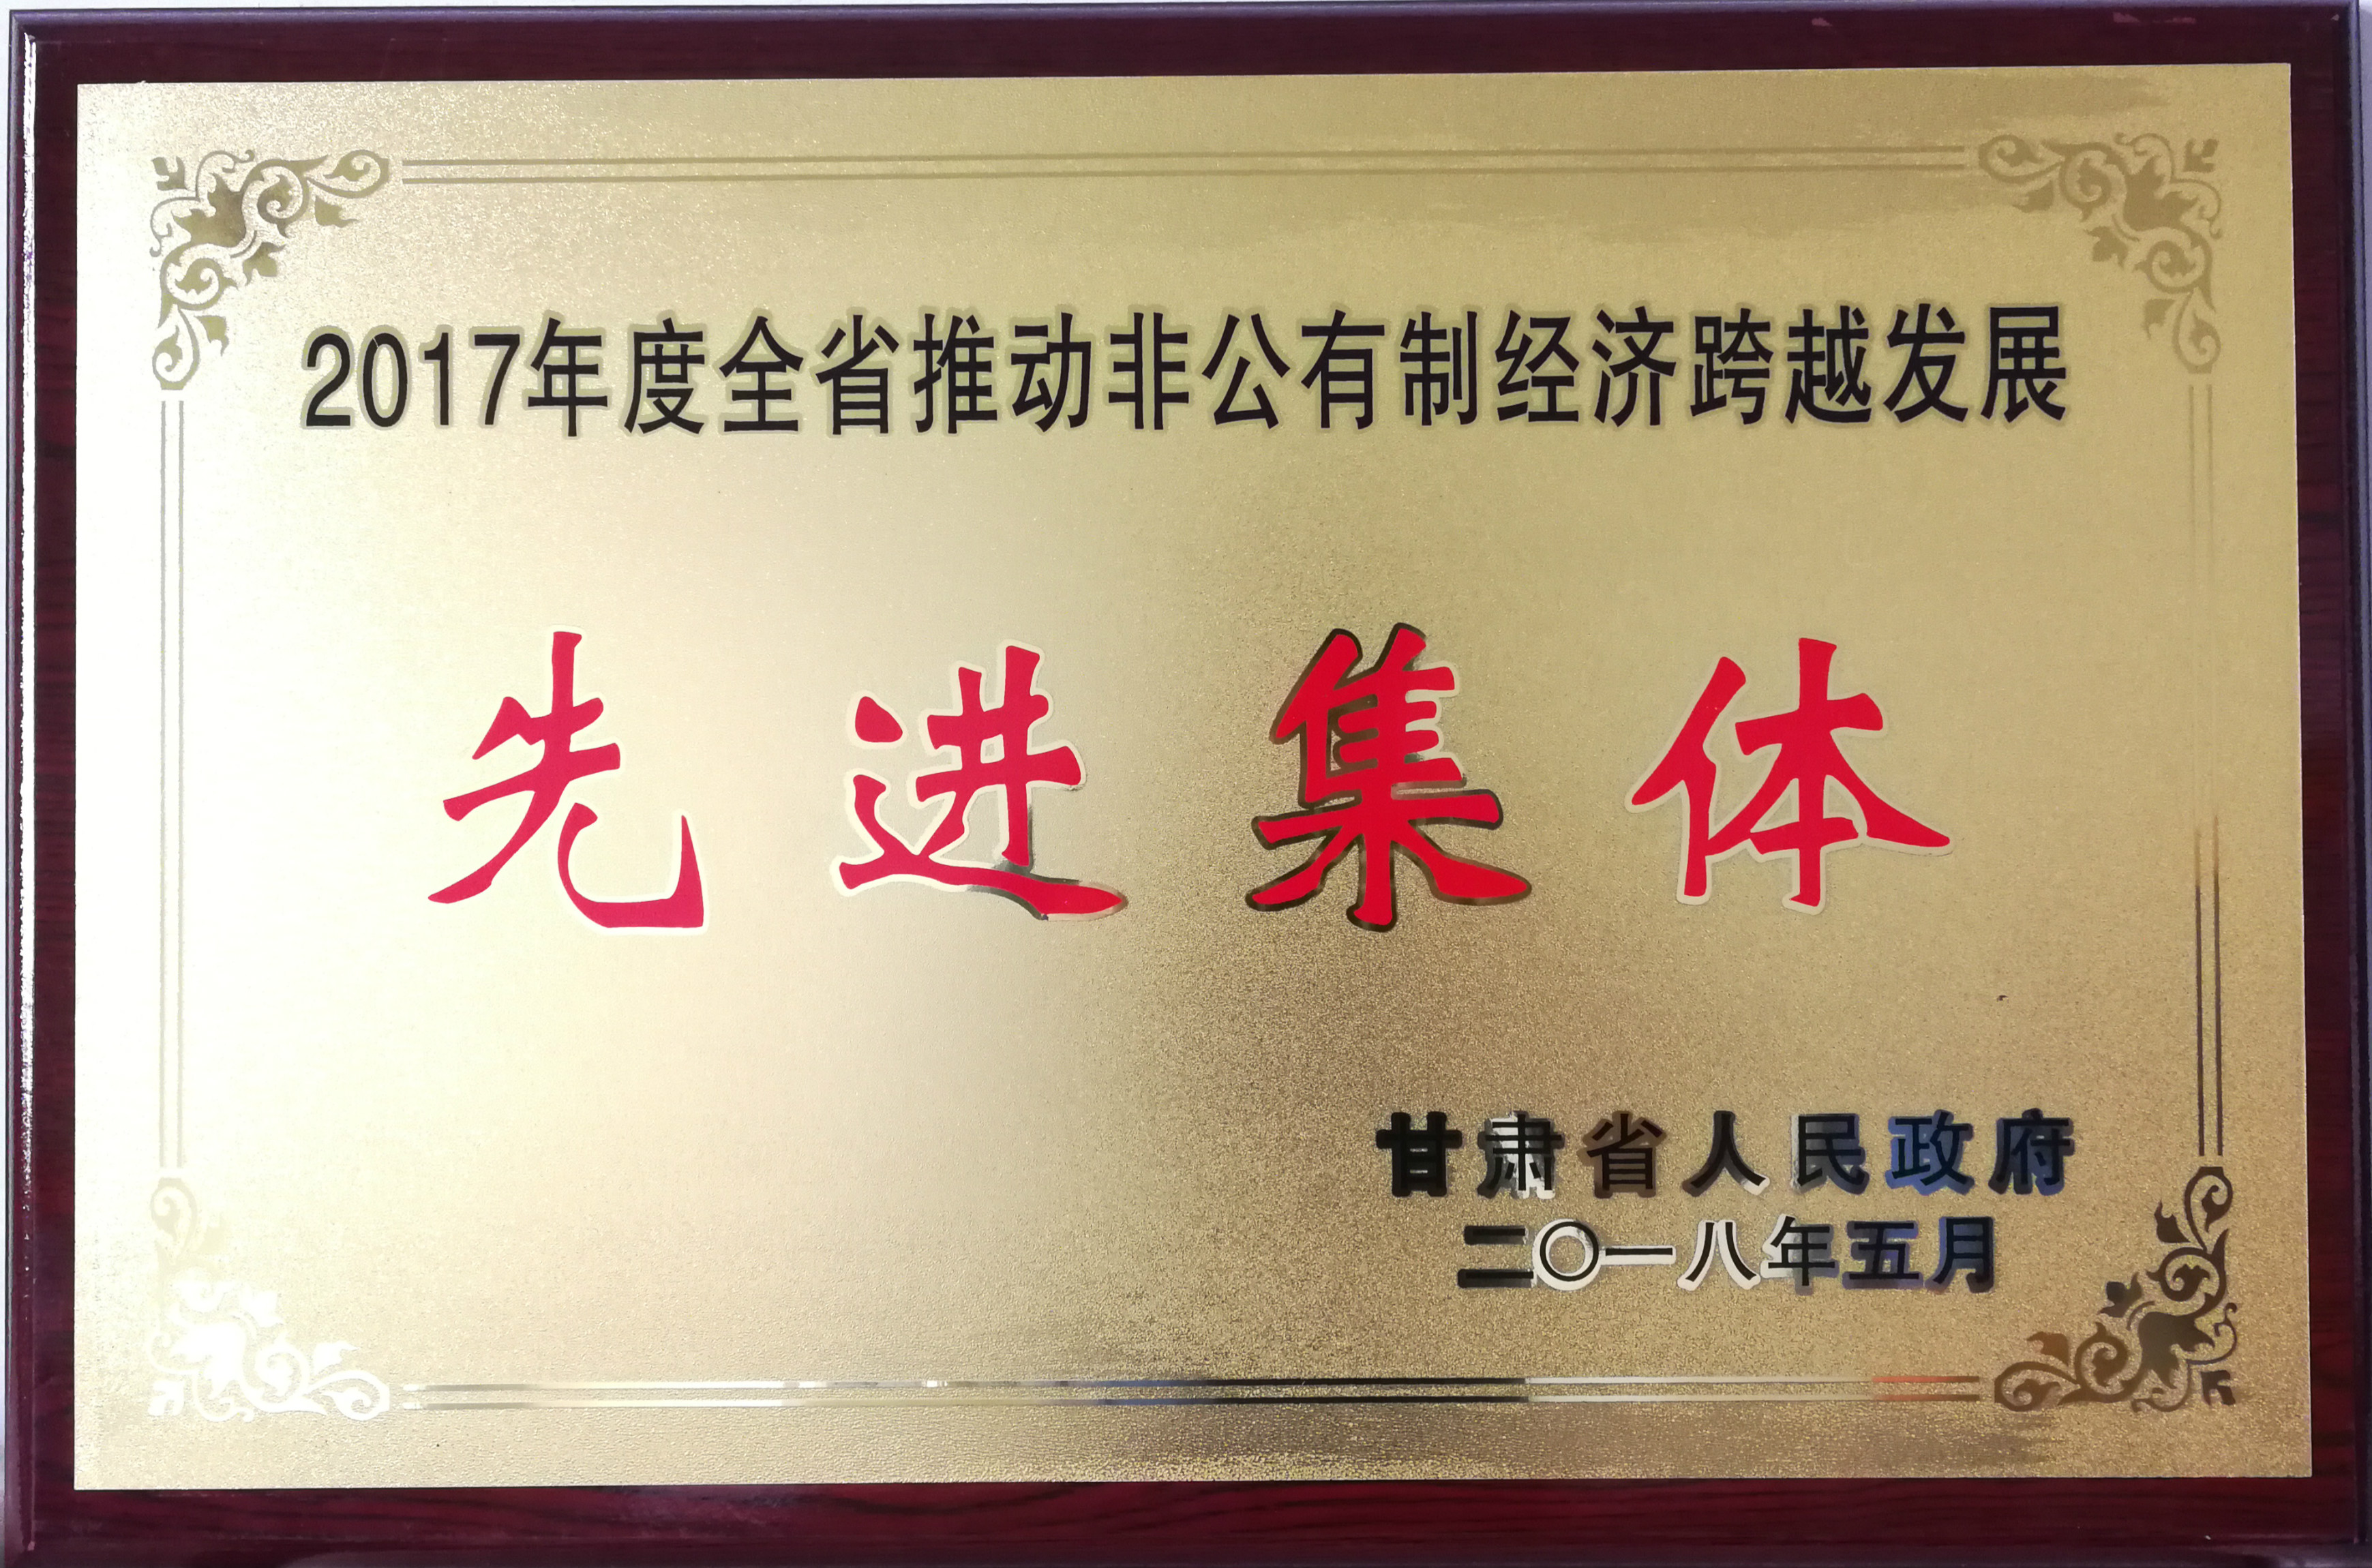 2017年度全省推动非公有制经济跨越发展
先进集体
甘肃省人民政府
二〇一八年五月